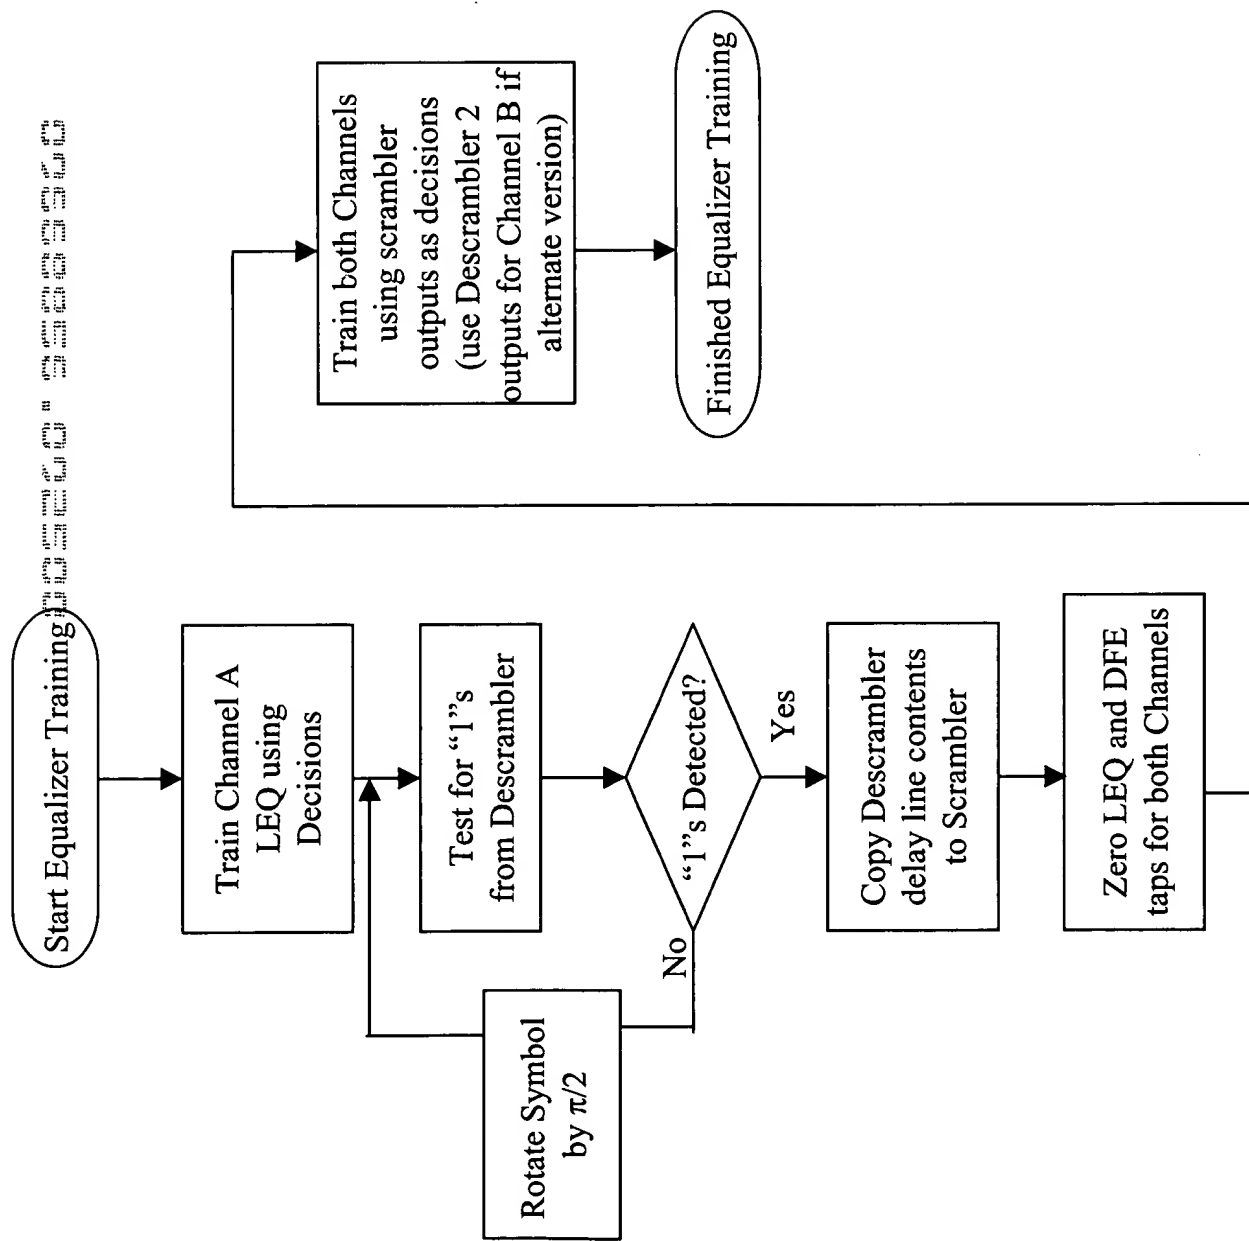 Start Equalizer Training
Train Channel A
LEQ using
Decisions
Test for “1”s
from Descrambler
“1”s Detected?
No
Rotate Symbol
by π/2
Yes
Copy Descrambler
delay line contents
to Scrambler
Zero LEQ and DFE
taps for both Channels
Train both Channels
using scrambler
outputs as decisions
(use Descrambler 2
outputs for Channel B if
alternate version)
Finished Equalizer Training